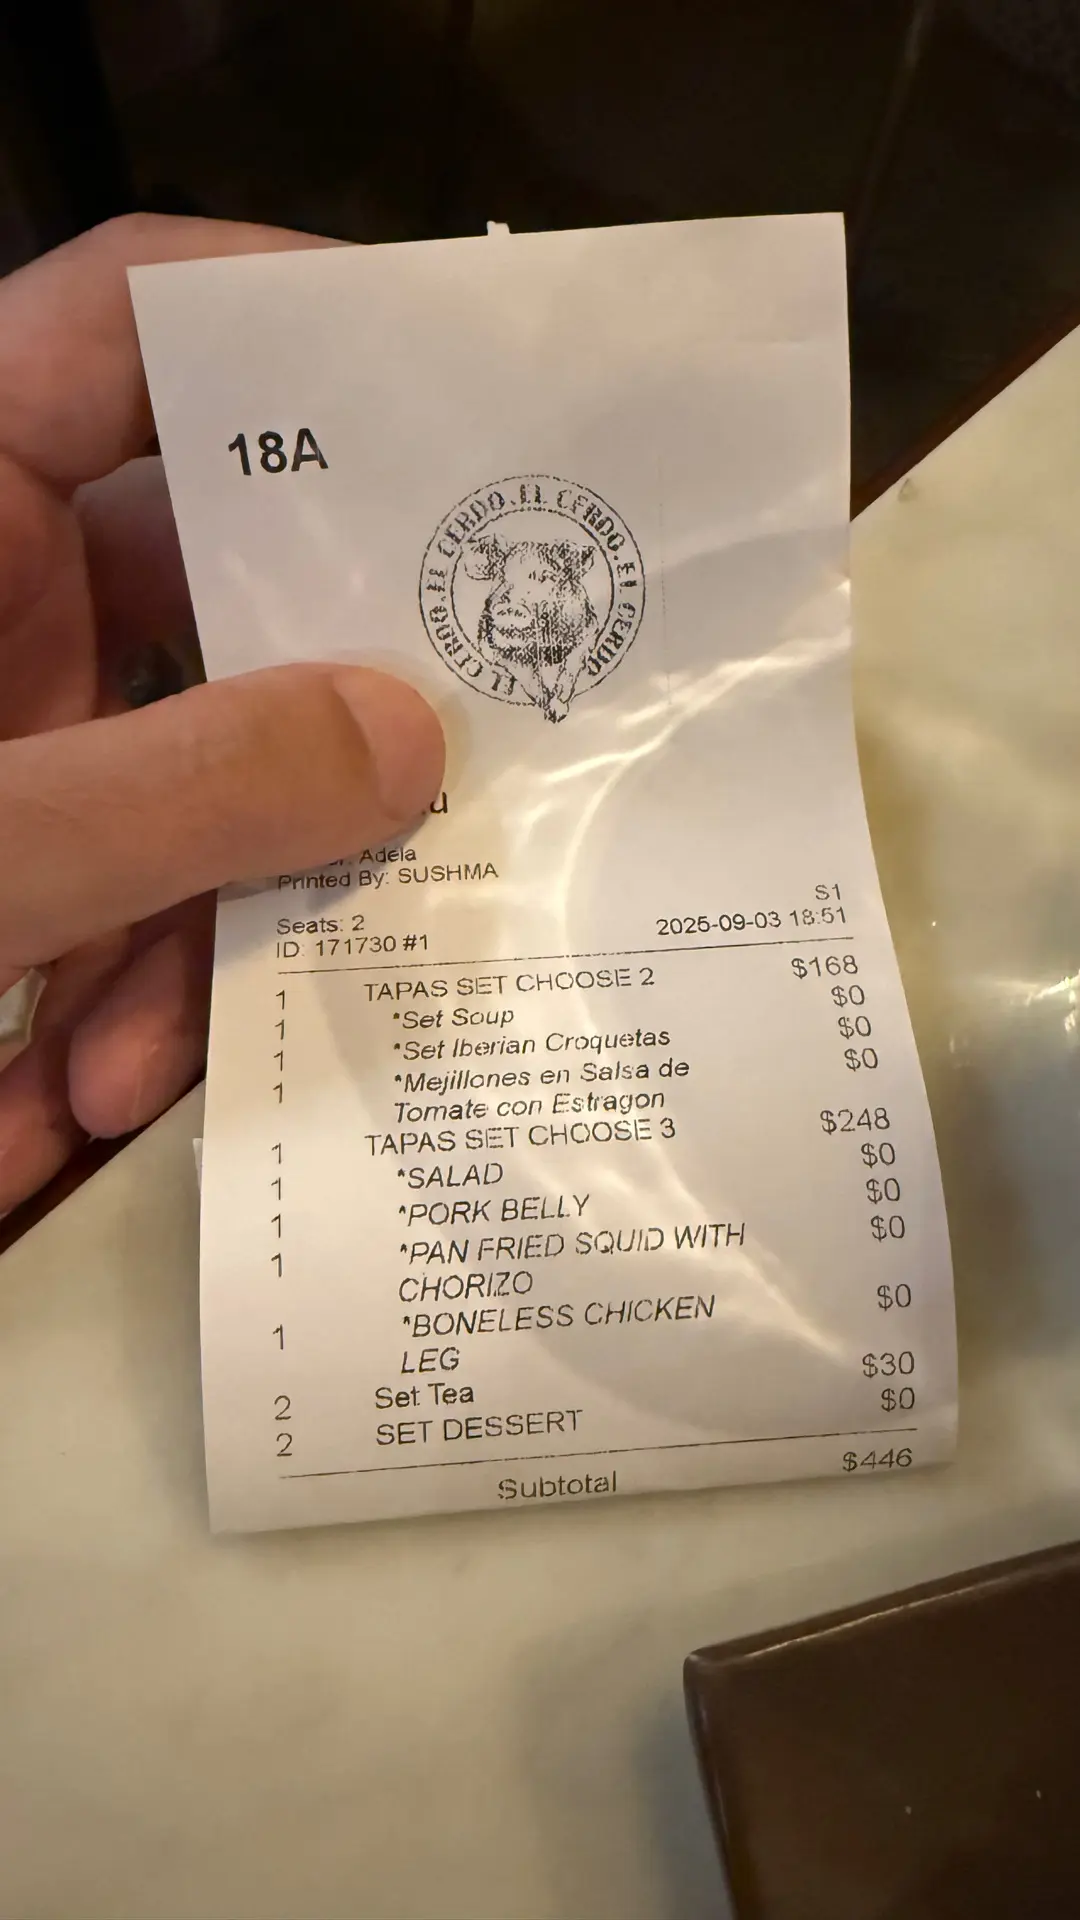 18A
EL CERDO. EL CERDO. EL CERDO. EL CERDO.
Adela
Printed By: SUSHMA
S1
Seats: 2
2025-09-03 18:51
ID: 171730 #1
1 TAPAS SET CHOOSE 2 $168
1 *Set Soup $0
1 *Set Iberian Croquetas $0
1 *Mejillones en Salsa de $0
Tomate con Estragon
1 TAPAS SET CHOOSE 3 $248
1 *SALAD $0
1 *PORK BELLY $0
1 *PAN FRIED SQUID WITH $0
CHORIZO
1 *BONELESS CHICKEN $0
LEG
2 Set Tea $30
2 SET DESSERT $0
Subtotal $446